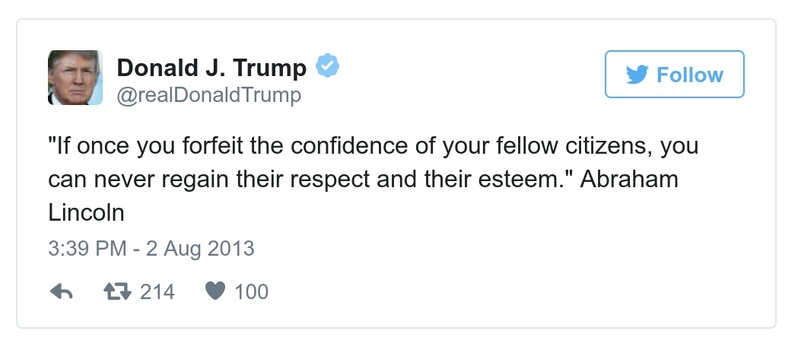 Donald J. Trump
@realDonaldTrump
Follow
"If once you forfeit the confidence of your fellow citizens, you
can never regain their respect and their esteem." Abraham
Lincoln
3:39 PM - 2 Aug 2013
214 100